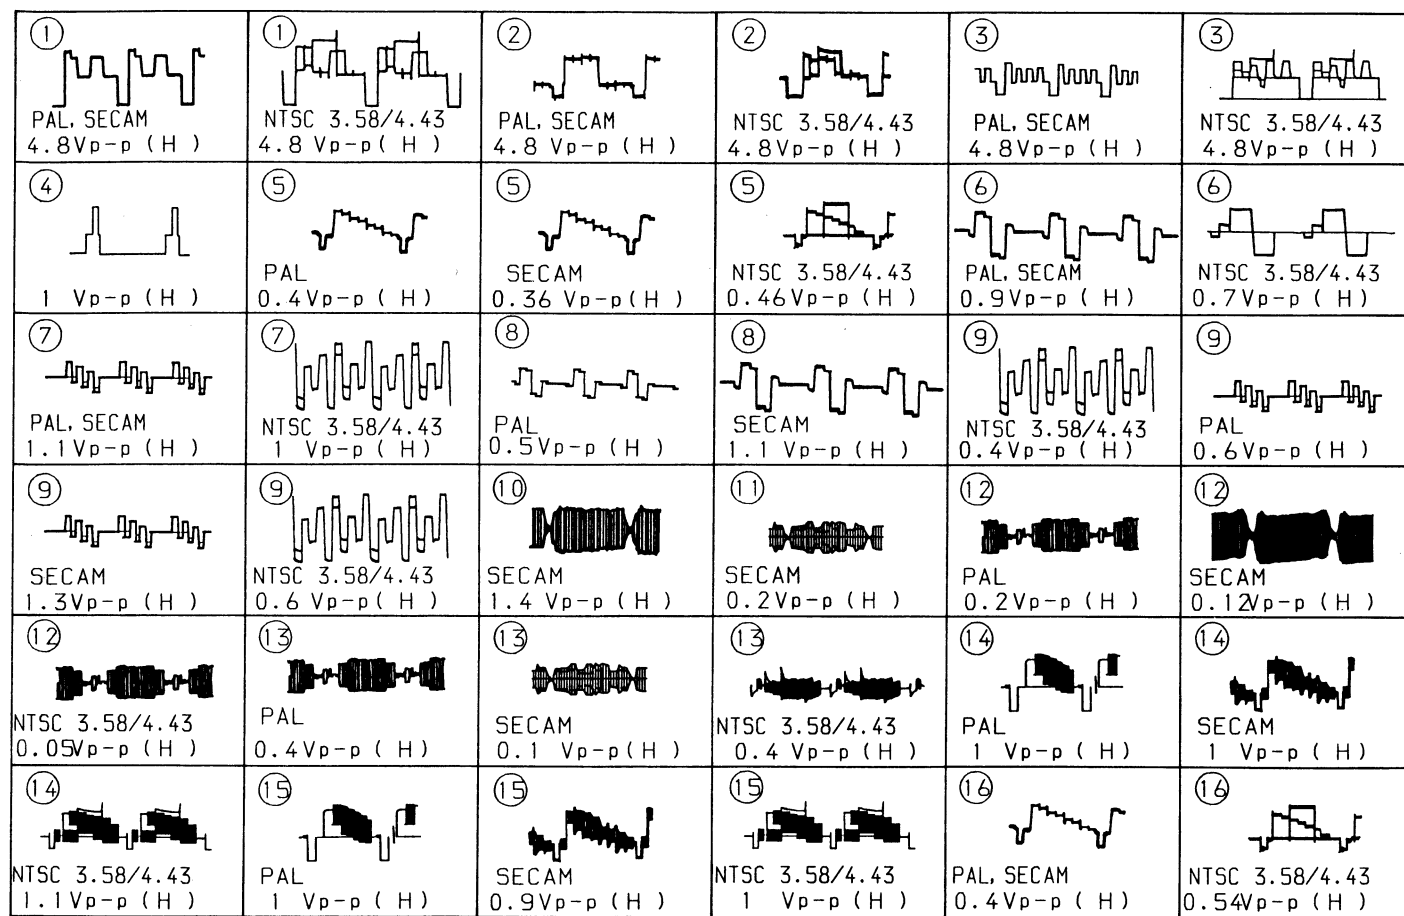 ① ① ② ② ③ ③
PAL, SECAM NTSC 3.58/4.43 PAL, SECAM NTSC 3.58/4.43 PAL, SECAM NTSC 3.58/4.43
4.8Vp-p (H) 4.8Vp-p (H) 4.8Vp-p (H) 4.8Vp-p (H) 4.8Vp-p (H) 4.8Vp-p (H)
④ ⑤ ⑤ ⑤ ⑥ ⑥
PAL SECAM NTSC 3.58/4.43 PAL, SECAM NTSC 3.58/4.43
1 Vp-p (H) 0.4Vp-p (H) 0.36 Vp-p(H) 0.46Vp-p (H) 0.9Vp-p (H) 0.7Vp-p (H)
⑦ ⑦ ⑧ ⑧ ⑨ ⑨
PAL, SECAM NTSC 3.58/4.43 PAL SECAM NTSC 3.58/4.43 PAL
1.1Vp-p (H) 1 Vp-p (H) 0.5Vp-p (H) 1.1 Vp-p (H) 0.4Vp-p (H) 0.6Vp-p (H)
⑨ ⑨ ⑩ ⑪ ⑫ ⑫
SECAM NTSC 3.58/4.43 SECAM SECAM PAL SECAM
1.3Vp-p (H) 0.6 Vp-p (H) 1.4 Vp-p (H) 0.2Vp-p (H) 0.2Vp-p (H) 0.12Vp-p (H)
⑫ ⑬ ⑬ ⑬ ⑭ ⑭
NTSC 3.58/4.43 PAL SECAM NTSC 3.58/4.43 PAL SECAM
0.05Vp-p (H) 0.4Vp-p (H) 0.1 Vp-p(H) 0.4 Vp-p (H) 1 Vp-p (H) 1 Vp-p (H)
⑭ ⑮ ⑮ ⑮ ⑯ ⑯
NTSC 3.58/4.43 PAL SECAM NTSC 3.58/4.43 PAL, SECAM NTSC 3.58/4.43
1.1Vp-p (H) 1 Vp-p (H) 0.9Vp-p (H) 1 Vp-p (H) 0.4Vp-p (H) 0.54Vp-p (H)